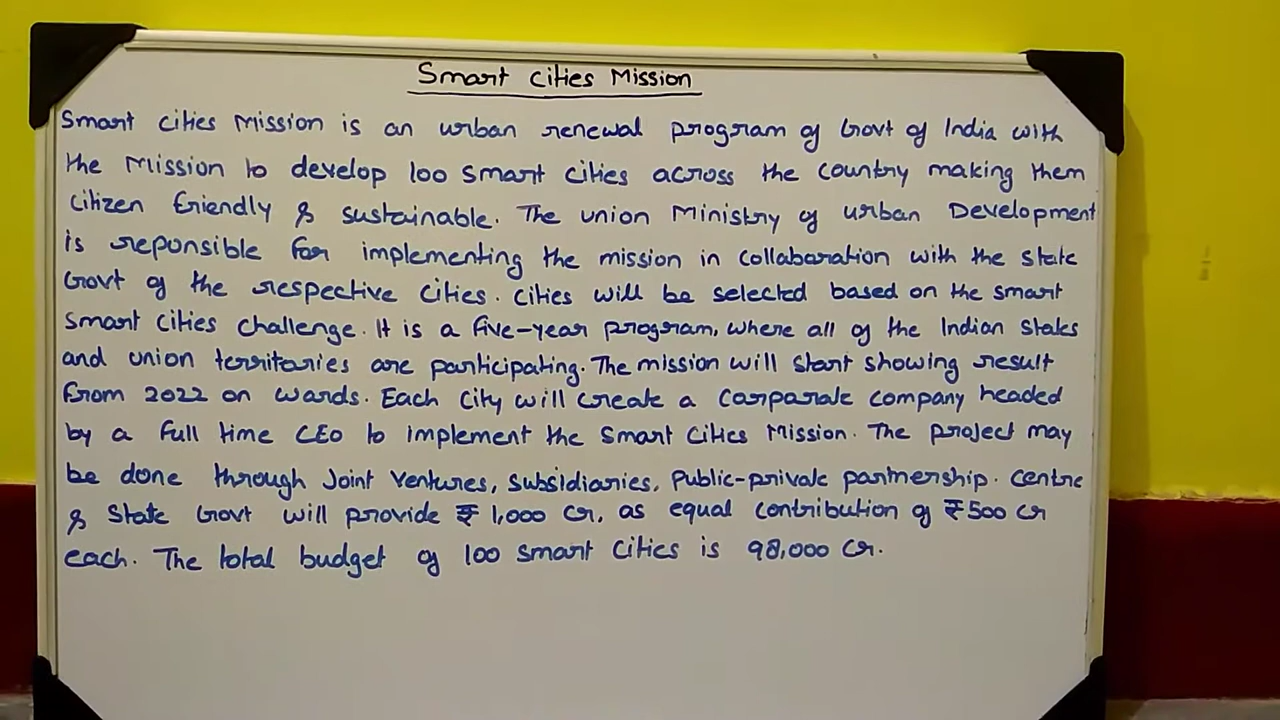 Smart Cities Mission
Smart cities Mission is an urban renewal program of Govt of India with
the Mission to develop 100 smart cities across the country making them
citizen friendly & sustainable. The union Ministry of urban Development
is reponsible for implementing the mission in collabaration with the state
Govt of the respective cities. Cities will be selected based on the smart
smart cities challenge. It is a five-year program, where all of the Indian states
and union territories are participating. The mission will start showing result
from 2022 on wards. Each city will create a corporate company headed
by a full time CEO to implement the smart cities Mission. The project may
be done through Joint Ventures, subsidiaries, Public-private partmership. Centre
& State Govt will provide ₹ 1,000 Cr, as equal contribution of ₹500 cr
each. The total budget of 100 smart cities is 98,000 cr.